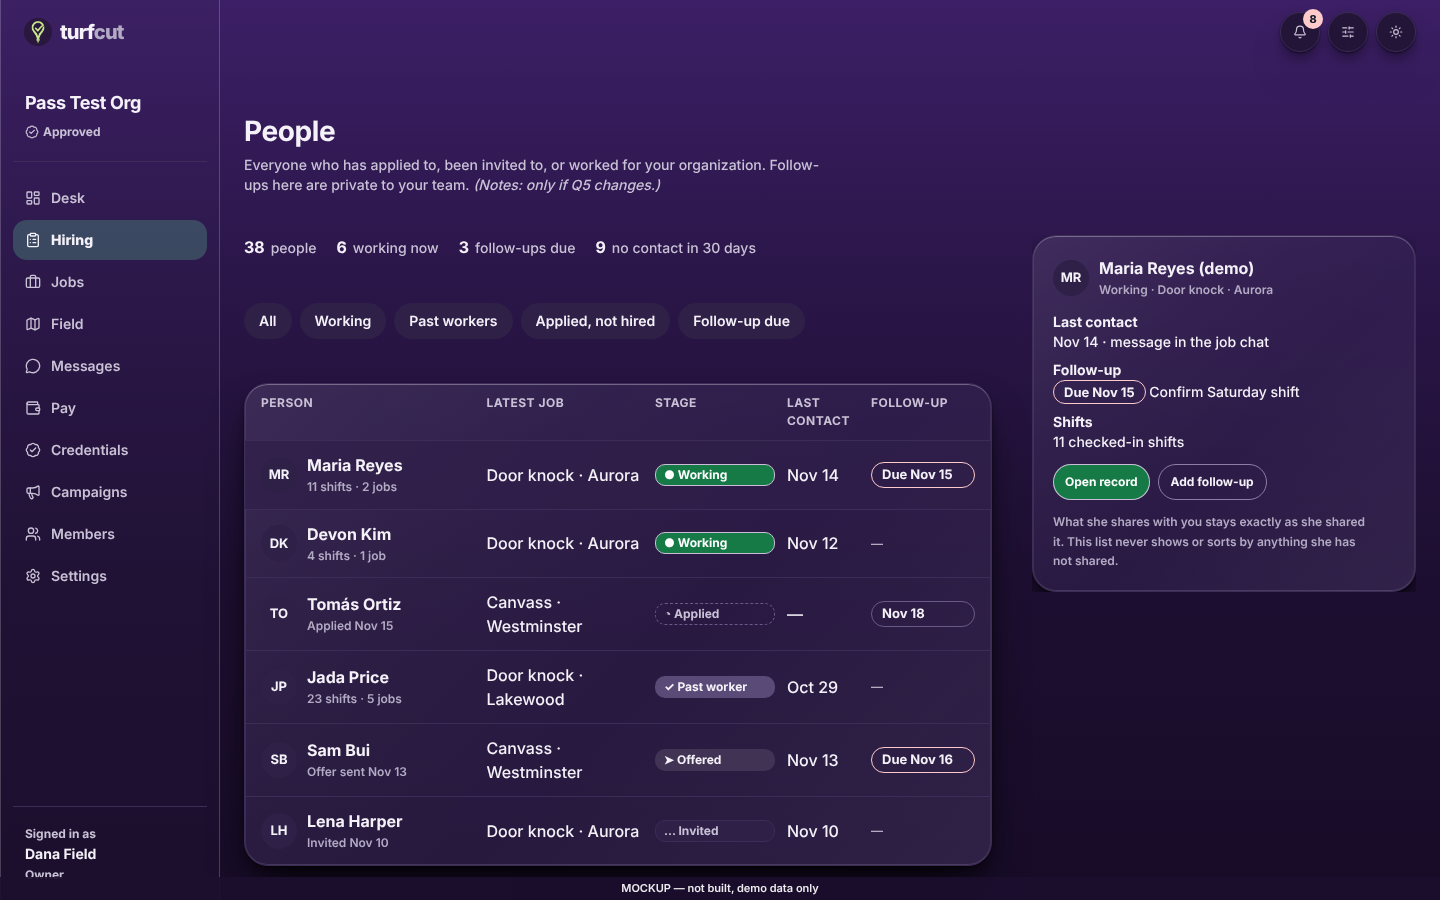 turfcut
8
Pass Test Org
Approved
Desk
Hiring
Jobs
Field
Messages
Pay
Credentials
Campaigns
Members
Settings
Signed in as
Dana Field
Owner
People
Everyone who has applied to, been invited to, or worked for your organization. Follow-
ups here are private to your team. (Notes: only if Q5 changes.)
38 people 6 working now 3 follow-ups due 9 no contact in 30 days
All Working Past workers Applied, not hired Follow-up due
PERSON LATEST JOB STAGE LAST CONTACT FOLLOW-UP
MR Maria Reyes Door knock · Aurora Working Nov 14 Due Nov 15
11 shifts · 2 jobs
DK Devon Kim Door knock · Aurora Working Nov 12 —
4 shifts · 1 job
TO Tomás Ortiz Canvass · Westminster Applied — Nov 18
Applied Nov 15
JP Jada Price Door knock · Lakewood ✓ Past worker Oct 29 —
23 shifts · 5 jobs
SB Sam Bui Canvass · Westminster ➤ Offered Nov 13 Due Nov 16
Offer sent Nov 13
LH Lena Harper Door knock · Aurora … Invited Nov 10 —
Invited Nov 10
MR Maria Reyes (demo)
Working · Door knock · Aurora
Last contact
Nov 14 · message in the job chat
Follow-up
Due Nov 15 Confirm Saturday shift
Shifts
11 checked-in shifts
Open record Add follow-up
What she shares with you stays exactly as she shared
it. This list never shows or sorts by anything she has
not shared.
MOCKUP — not built, demo data only